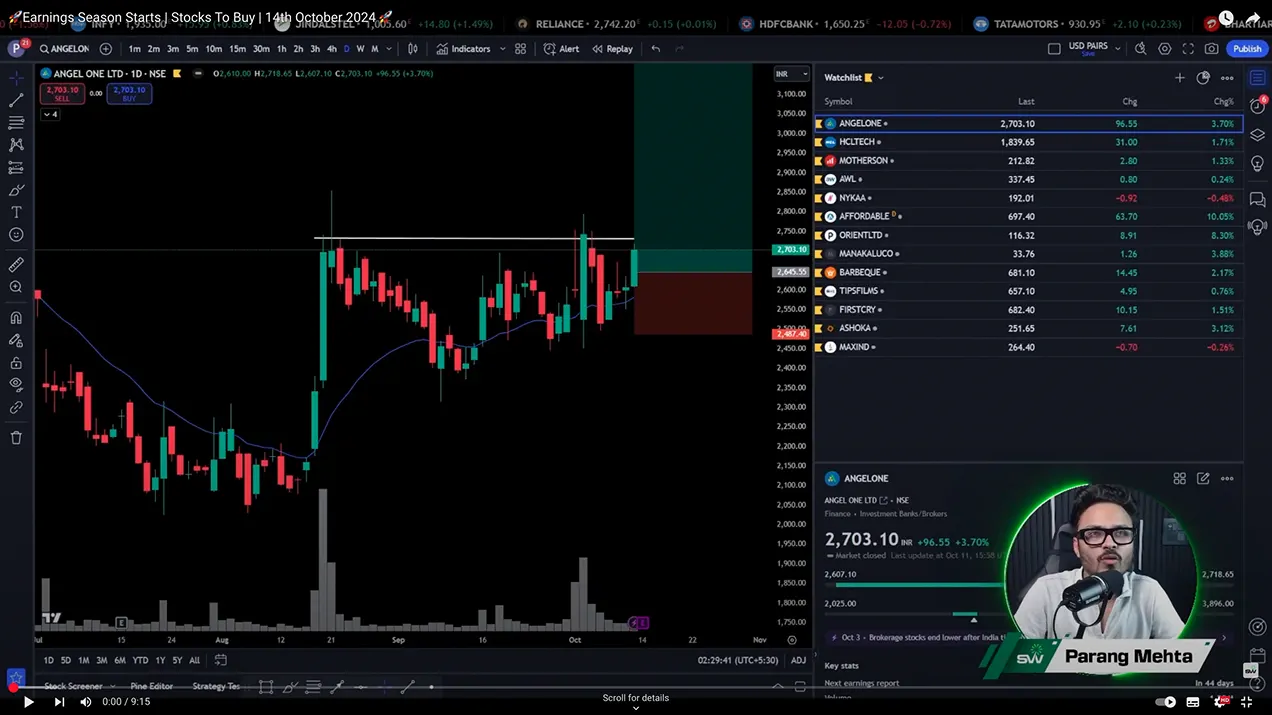 🚀Earnings Season Starts | Stocks To Buy | 14th October 2024🚀
INFY
JINDALSTEL 1,005.60 +14.80 (+1.49%)
RELIANCE 2,742.20 +0.15 (+0.01%)
HDFCBANK 1,650.25 -12.05 (-0.72%)
TATAMOTORS 930.95 +2.10 (+0.23%)
BHARTIAR
P 21 ANGELON 1m 2m 3m 5m 10m 15m 30m 1h 2h 3h 4h D W M Indicators Alert Replay USD PAIRS Save Publish
ANGEL ONE LTD · 1D · NSE O2,610.00 H2,718.65 L2,607.10 C2,703.10 +96.55 (+3.70%)
2,703.10 SELL 0.00 2,703.10 BUY
4
INR
3,100.00
3,050.00
3,000.00
2,950.00
2,900.00
2,850.00
2,800.00
2,750.00
2,703.10
2,645.55
2,600.00
2,550.00
2,500.00
2,487.40
2,450.00
2,400.00
2,350.00
2,300.00
2,250.00
2,200.00
2,150.00
2,100.00
2,050.00
2,000.00
1,950.00
1,900.00
1,850.00
1,800.00
1,750.00
E
Jul 15 24 Aug 12 21 Sep 16 Oct 14 22 Nov
1D 5D 1M 3M 6M YTD 1Y 5Y All 02:29:41 (UTC+5:30) ADJ
Stock Screener Pine Editor Strategy Tes
Watchlist
Symbol Last Chg Chg%
ANGELONE 2,703.10 96.55 3.70%
HCLTECH 1,839.65 31.00 1.71%
MOTHERSON 212.82 2.80 1.33%
AWL 337.45 0.80 0.24%
NYKAA 192.01 -0.92 -0.48%
AFFORDABLE D 697.40 63.70 10.05%
ORIENTLTD 116.32 8.91 8.30%
MANAKALUCO 33.76 1.26 3.88%
BARBEQUE 681.10 14.45 2.17%
TIPSFILMS 657.10 4.95 0.76%
FIRSTCRY 682.40 10.15 1.51%
ASHOKA 251.65 7.61 3.12%
MAXIND 264.40 -0.70 -0.26%
ANGELONE
ANGEL ONE LTD · NSE
Finance · Investment Banks/Brokers
2,703.10 INR +96.55 +3.70%
Market closed Last update at Oct 11, 15:38
2,607.10 2,718.65
2,025.00 3,896.00
Oct 3 · Brokerage stocks end lower after India
Key stats
Next earnings report In 44 days
Volume
SW Parang Mehta
SW
0:00 / 9:15
Scroll for details
HD